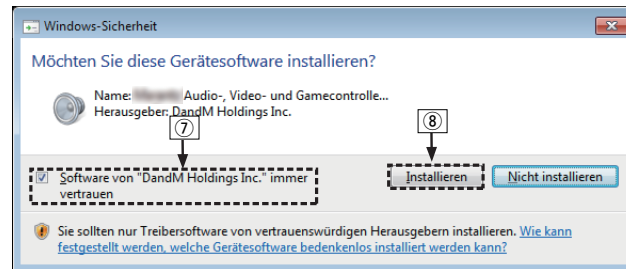 Windows-Sicherheit
Möchten Sie diese Gerätesoftware installieren?
Name: Audio-, Video- und Gamecontrolle...
Herausgeber: DandM Holdings Inc.
⑦
⑧
Software von "DandM Holdings Inc." immer
vertrauen
Installieren
Nicht installieren
Sie sollten nur Treibersoftware von vertrauenswürdigen Herausgebern installieren. Wie kann
festgestellt werden, welche Gerätesoftware bedenkenlos installiert werden kann?